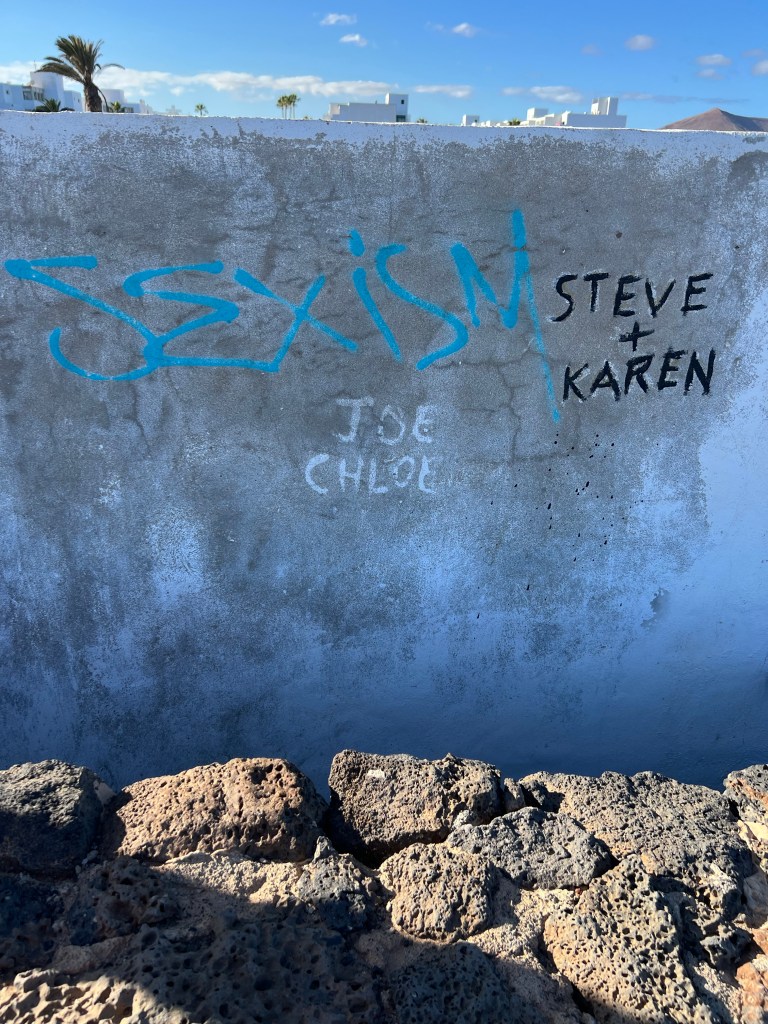 SEXiSM
STEVE
+
KAREN
JOE
CHLOE